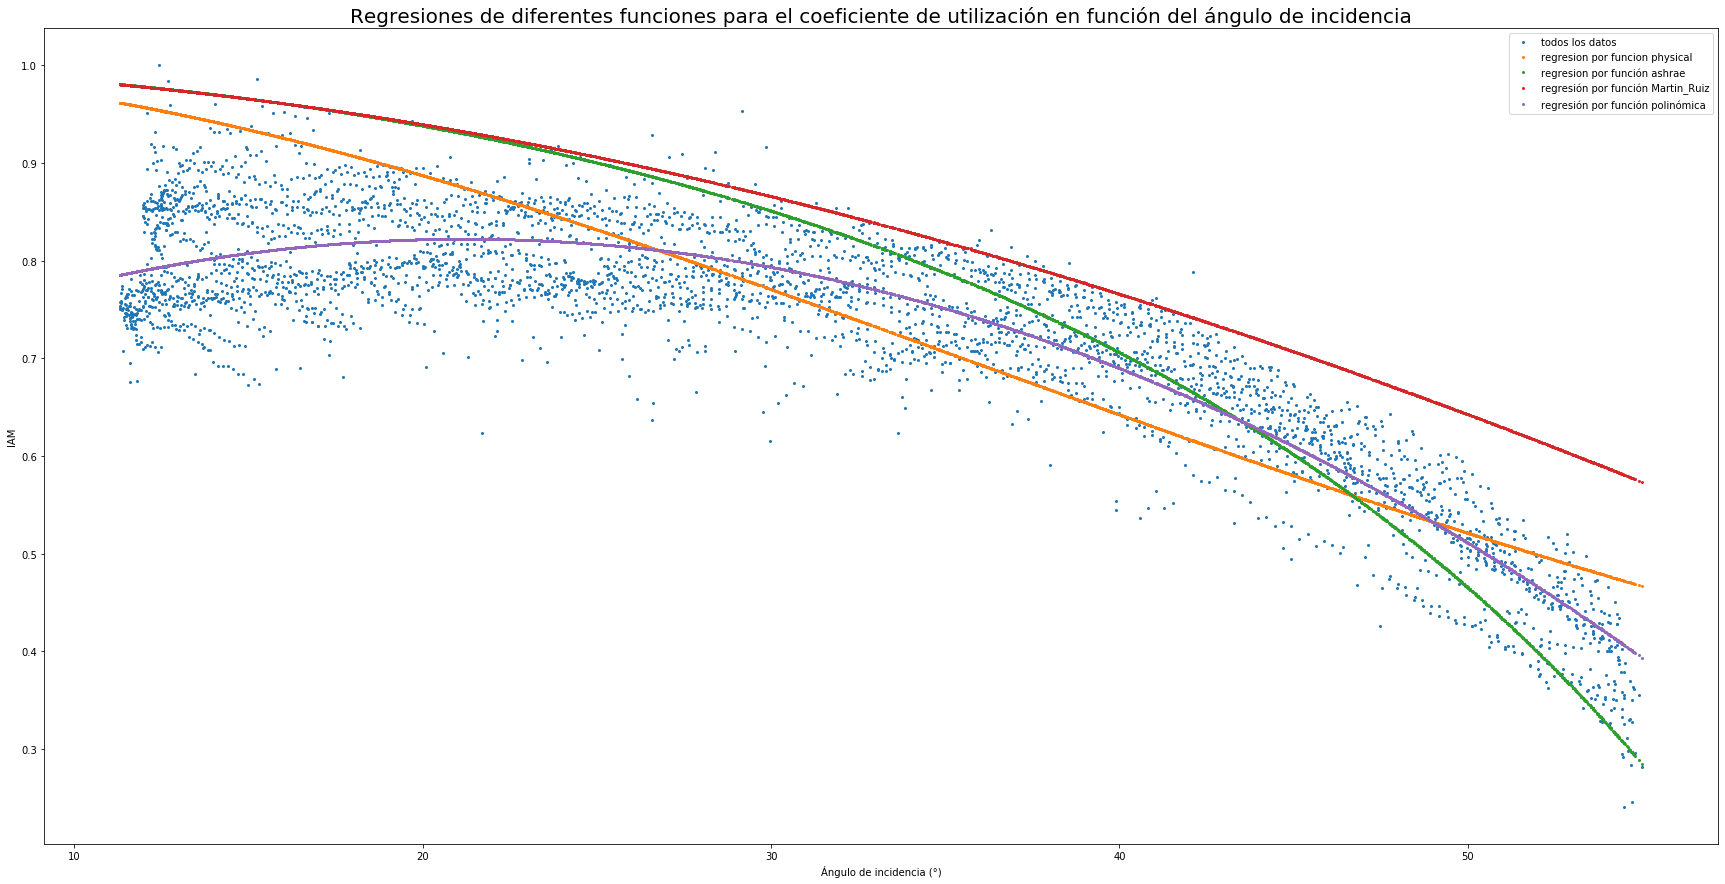 Regresiones de diferentes funciones para el coeficiente de utilización en función del ángulo de incidencia
todos los datos
regresion por funcion physical
regresion por función ashrae
regresión por función Martin_Ruiz
regresión por función polinómica
1.0
0.9
0.8
0.7
0.6
0.5
0.4
0.3
IAM
10 20 30 40 50
Ángulo de incidencia (°)